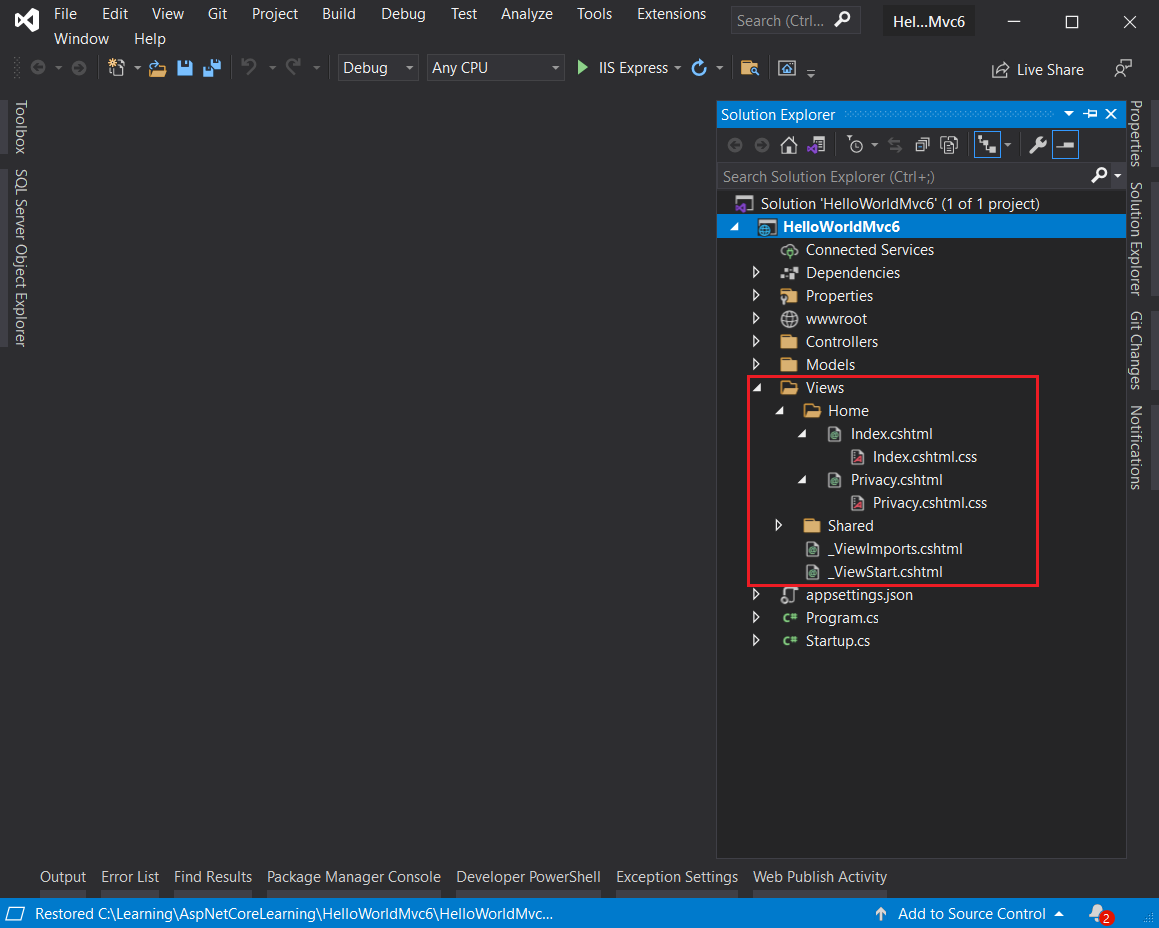 File Edit View Git Project Build Debug Test Analyze Tools Extensions Search (Ctrl... Hel...Mvc6
Window Help
Debug Any CPU IIS Express Live Share
Toolbox
SQL Server Object Explorer
Solution Explorer
Search Solution Explorer (Ctrl+;)
Solution 'HelloWorldMvc6' (1 of 1 project)
HelloWorldMvc6
Connected Services
Dependencies
Properties
wwwroot
Controllers
Models
Views
Home
Index.cshtml
Index.cshtml.css
Privacy.cshtml
Privacy.cshtml.css
Shared
_ViewImports.cshtml
_ViewStart.cshtml
appsettings.json
C# Program.cs
C# Startup.cs
Properties
Solution Explorer
Git Changes
Notifications
Output Error List Find Results Package Manager Console Developer PowerShell Exception Settings Web Publish Activity
Restored C:\Learning\AspNetCoreLearning\HelloWorldMvc6\HelloWorldMvc... Add to Source Control 2